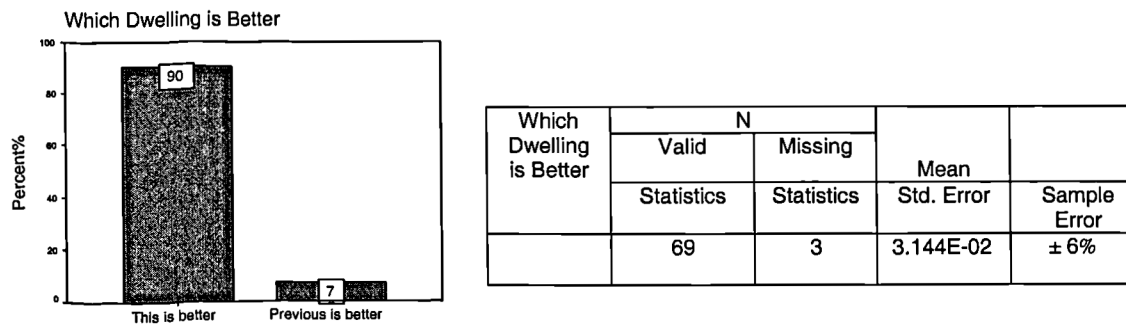 Which Dwelling is Better
100
80
60
40
20
0
Percent%
90
7
This is better
Previous is better
Which Dwelling is Better
N
Valid
Missing
Mean
Statistics
Statistics
Std. Error
Sample Error
69
3
3.144E-02
± 6%